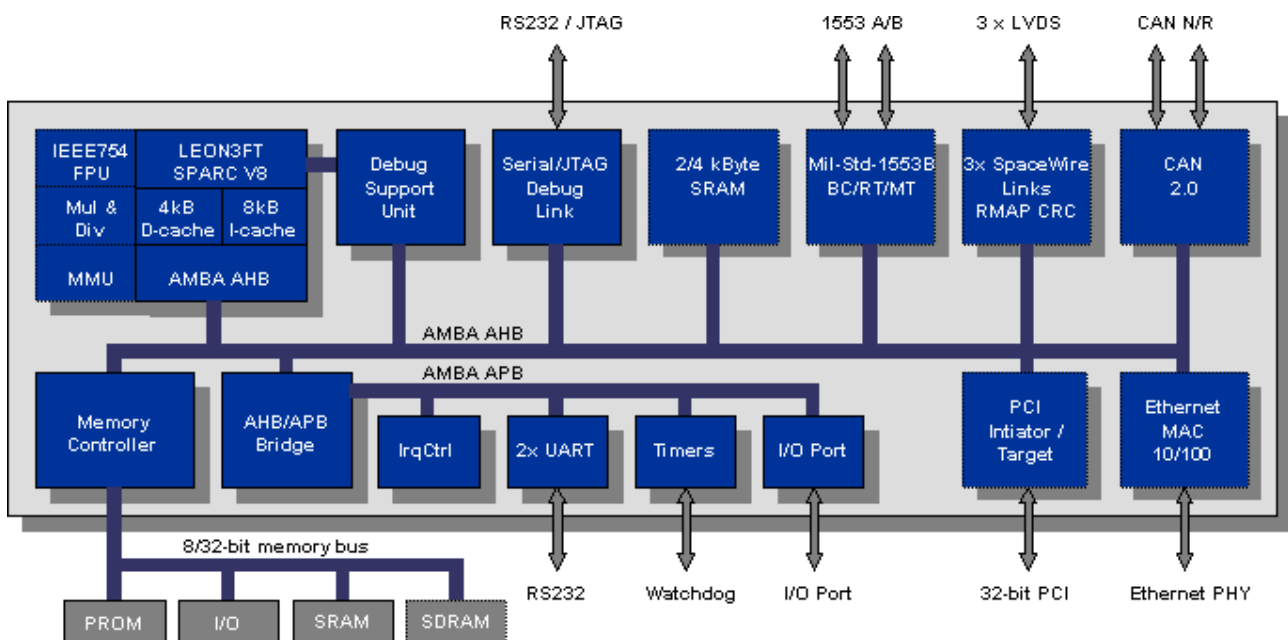 RS232 / JTAG
1553 A/B
3 x LVDS
CAN N/R
IEEE754
FPU
LEON3FT
SPARC V8
Mul &
Div
4kB
D-cache
8kB
I-cache
MMU
AMBA AHB
Debug
Support
Unit
Serial/JTAG
Debug
Link
2/4 kByte
SRAM
Mil-Std-1553B
BC/RT/MT
3x SpaceWire
Links
RMAP CRC
CAN
2.0
AMBA AHB
AMBA APB
Memory
Controller
AHB/APB
Bridge
IrqCtrl
2x UART
Timers
I/O Port
PCI
Intiator /
Target
Ethernet
MAC
10/100
8/32-bit memory bus
RS232
Watchdog
I/O Port
32-bit PCI
Ethernet PHY
PROM
I/O
SRAM
SDRAM